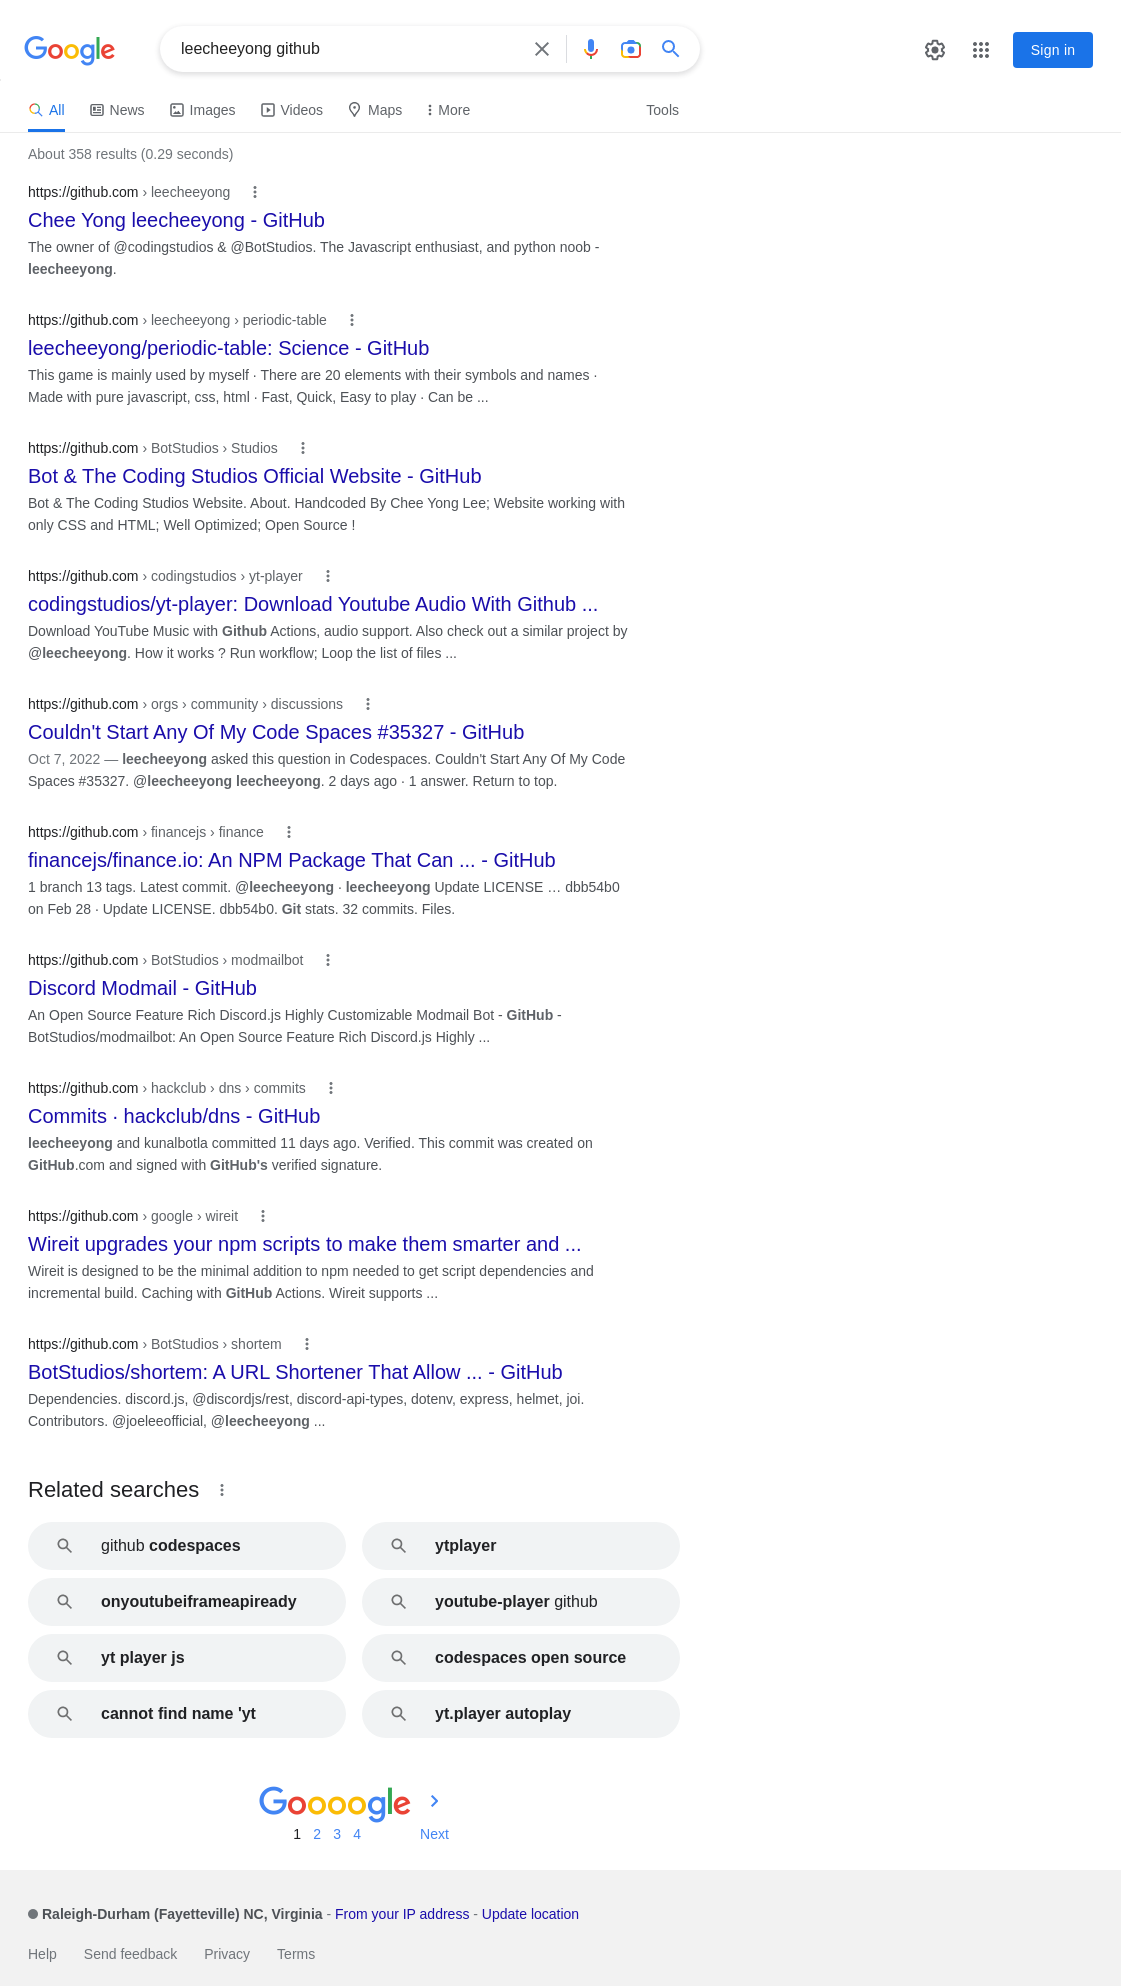 Google
leecheeyong github
Sign in
All
News
Images
Videos
Maps
More
Tools
About 358 results (0.29 seconds)
https://github.com › leecheeyong
Chee Yong leecheeyong - GitHub
The owner of @codingstudios & @BotStudios. The Javascript enthusiast, and python noob -
leecheeyong.
https://github.com › leecheeyong › periodic-table
leecheeyong/periodic-table: Science - GitHub
This game is mainly used by myself · There are 20 elements with their symbols and names ·
Made with pure javascript, css, html · Fast, Quick, Easy to play · Can be ...
https://github.com › BotStudios › Studios
Bot & The Coding Studios Official Website - GitHub
Bot & The Coding Studios Website. About. Handcoded By Chee Yong Lee; Website working with
only CSS and HTML; Well Optimized; Open Source !
https://github.com › codingstudios › yt-player
codingstudios/yt-player: Download Youtube Audio With Github ...
Download YouTube Music with Github Actions, audio support. Also check out a similar project by
@leecheeyong. How it works ? Run workflow; Loop the list of files ...
https://github.com › orgs › community › discussions
Couldn't Start Any Of My Code Spaces #35327 - GitHub
Oct 7, 2022 — leecheeyong asked this question in Codespaces. Couldn't Start Any Of My Code
Spaces #35327. @leecheeyong leecheeyong. 2 days ago · 1 answer. Return to top.
https://github.com › financejs › finance
financejs/finance.io: An NPM Package That Can ... - GitHub
1 branch 13 tags. Latest commit. @leecheeyong · leecheeyong Update LICENSE … dbb54b0
on Feb 28 · Update LICENSE. dbb54b0. Git stats. 32 commits. Files.
https://github.com › BotStudios › modmailbot
Discord Modmail - GitHub
An Open Source Feature Rich Discord.js Highly Customizable Modmail Bot - GitHub -
BotStudios/modmailbot: An Open Source Feature Rich Discord.js Highly ...
https://github.com › hackclub › dns › commits
Commits · hackclub/dns - GitHub
leecheeyong and kunalbotla committed 11 days ago. Verified. This commit was created on
GitHub.com and signed with GitHub's verified signature.
https://github.com › google › wireit
Wireit upgrades your npm scripts to make them smarter and ...
Wireit is designed to be the minimal addition to npm needed to get script dependencies and
incremental build. Caching with GitHub Actions. Wireit supports ...
https://github.com › BotStudios › shortem
BotStudios/shortem: A URL Shortener That Allow ... - GitHub
Dependencies. discord.js, @discordjs/rest, discord-api-types, dotenv, express, helmet, joi.
Contributors. @joeleeofficial, @leecheeyong ...
Related searches
github codespaces
ytplayer
onyoutubeiframeapiready
youtube-player github
yt player js
codespaces open source
cannot find name 'yt
yt.player autoplay
Goooogle
1 2 3 4 Next
Raleigh-Durham (Fayetteville) NC, Virginia - From your IP address - Update location
Help Send feedback Privacy Terms